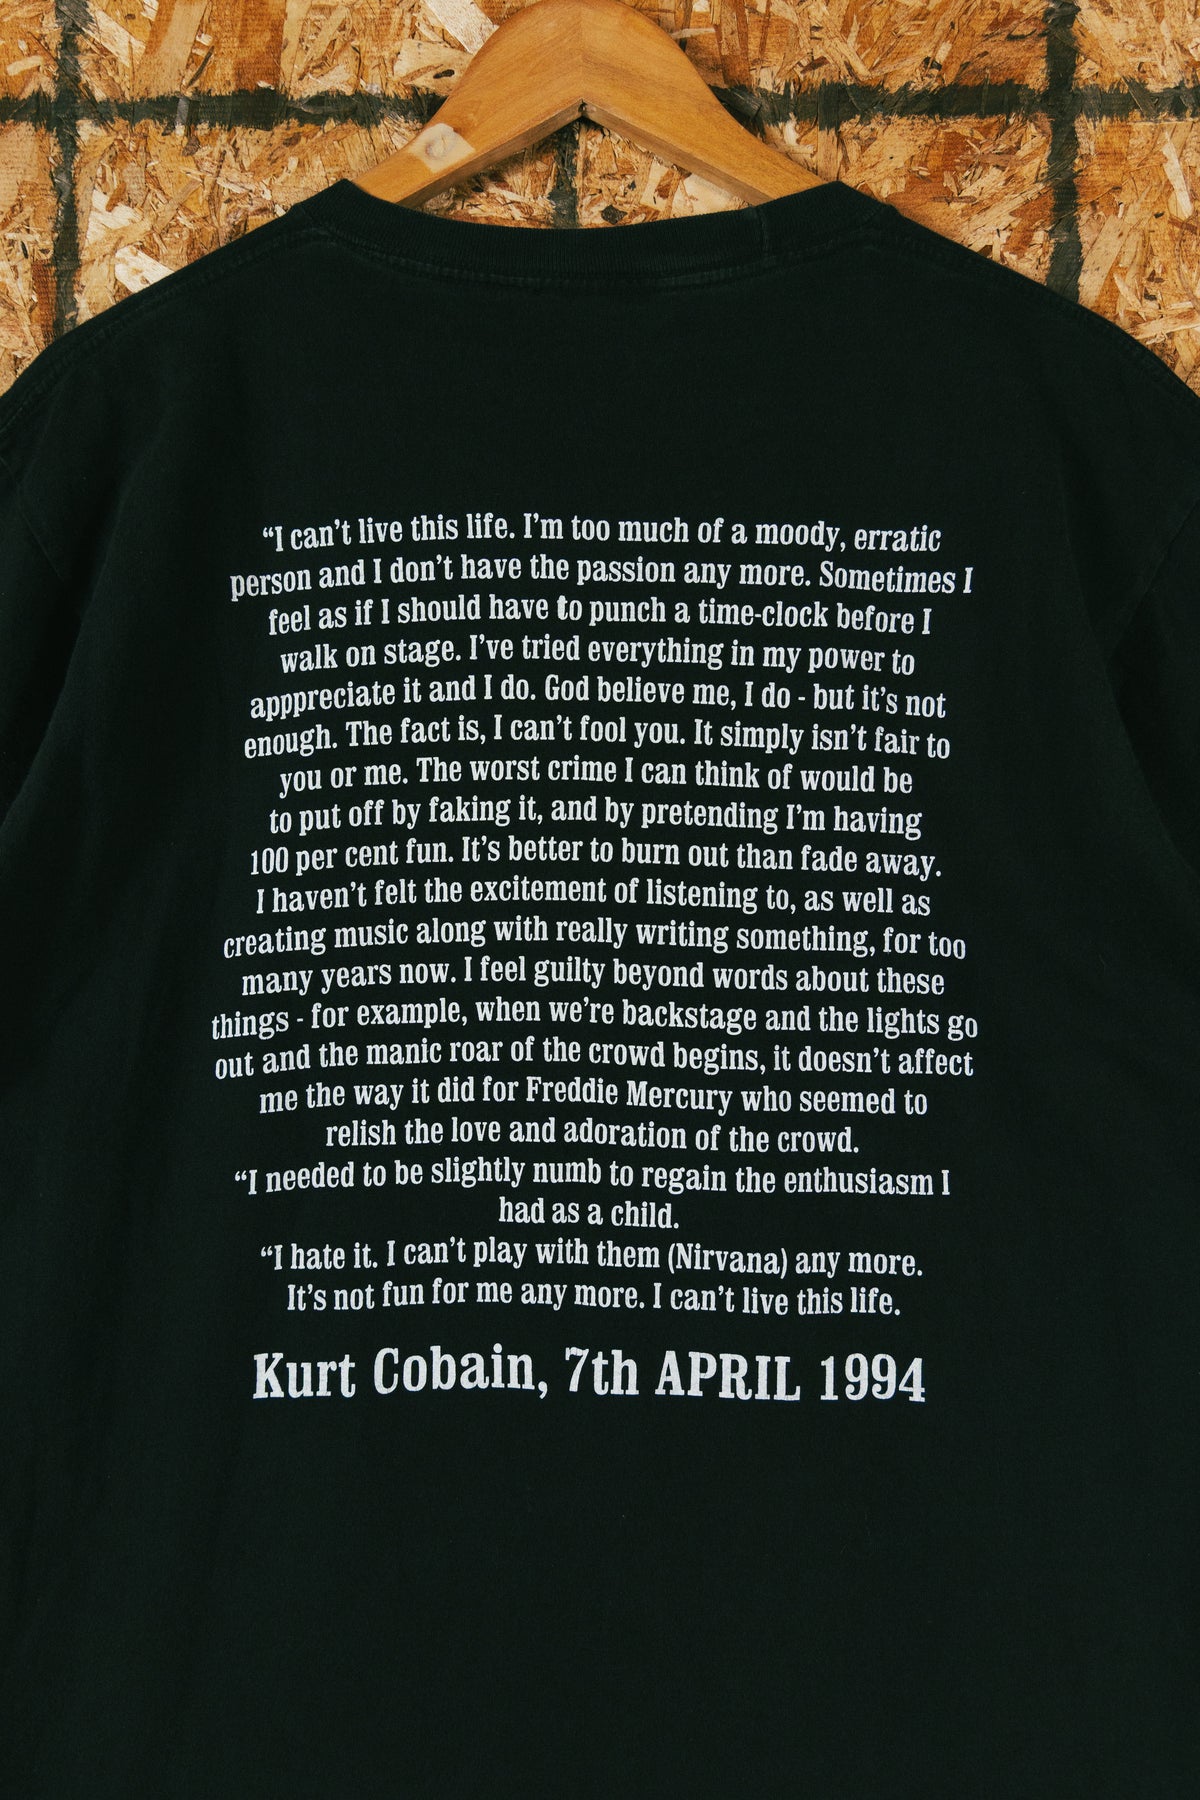 “I can’t live this life. I’m too much of a moody, erratic
person and I don’t have the passion any more. Sometimes I
feel as if I should have to punch a time-clock before I
walk on stage. I’ve tried everything in my power to
apppreciate it and I do. God believe me, I do - but it’s not
enough. The fact is, I can’t fool you. It simply isn’t fair to
you or me. The worst crime I can think of would be
to put off by faking it, and by pretending I’m having
100 per cent fun. It’s better to burn out than fade away.
I haven’t felt the excitement of listening to, as well as
creating music along with really writing something, for too
many years now. I feel guilty beyond words about these
things - for example, when we’re backstage and the lights go
out and the manic roar of the crowd begins, it doesn’t affect
me the way it did for Freddie Mercury who seemed to
relish the love and adoration of the crowd.
“I needed to be slightly numb to regain the enthusiasm I
had as a child.
“I hate it. I can’t play with them (Nirvana) any more.
It’s not fun for me any more. I can’t live this life.
Kurt Cobain, 7th APRIL 1994